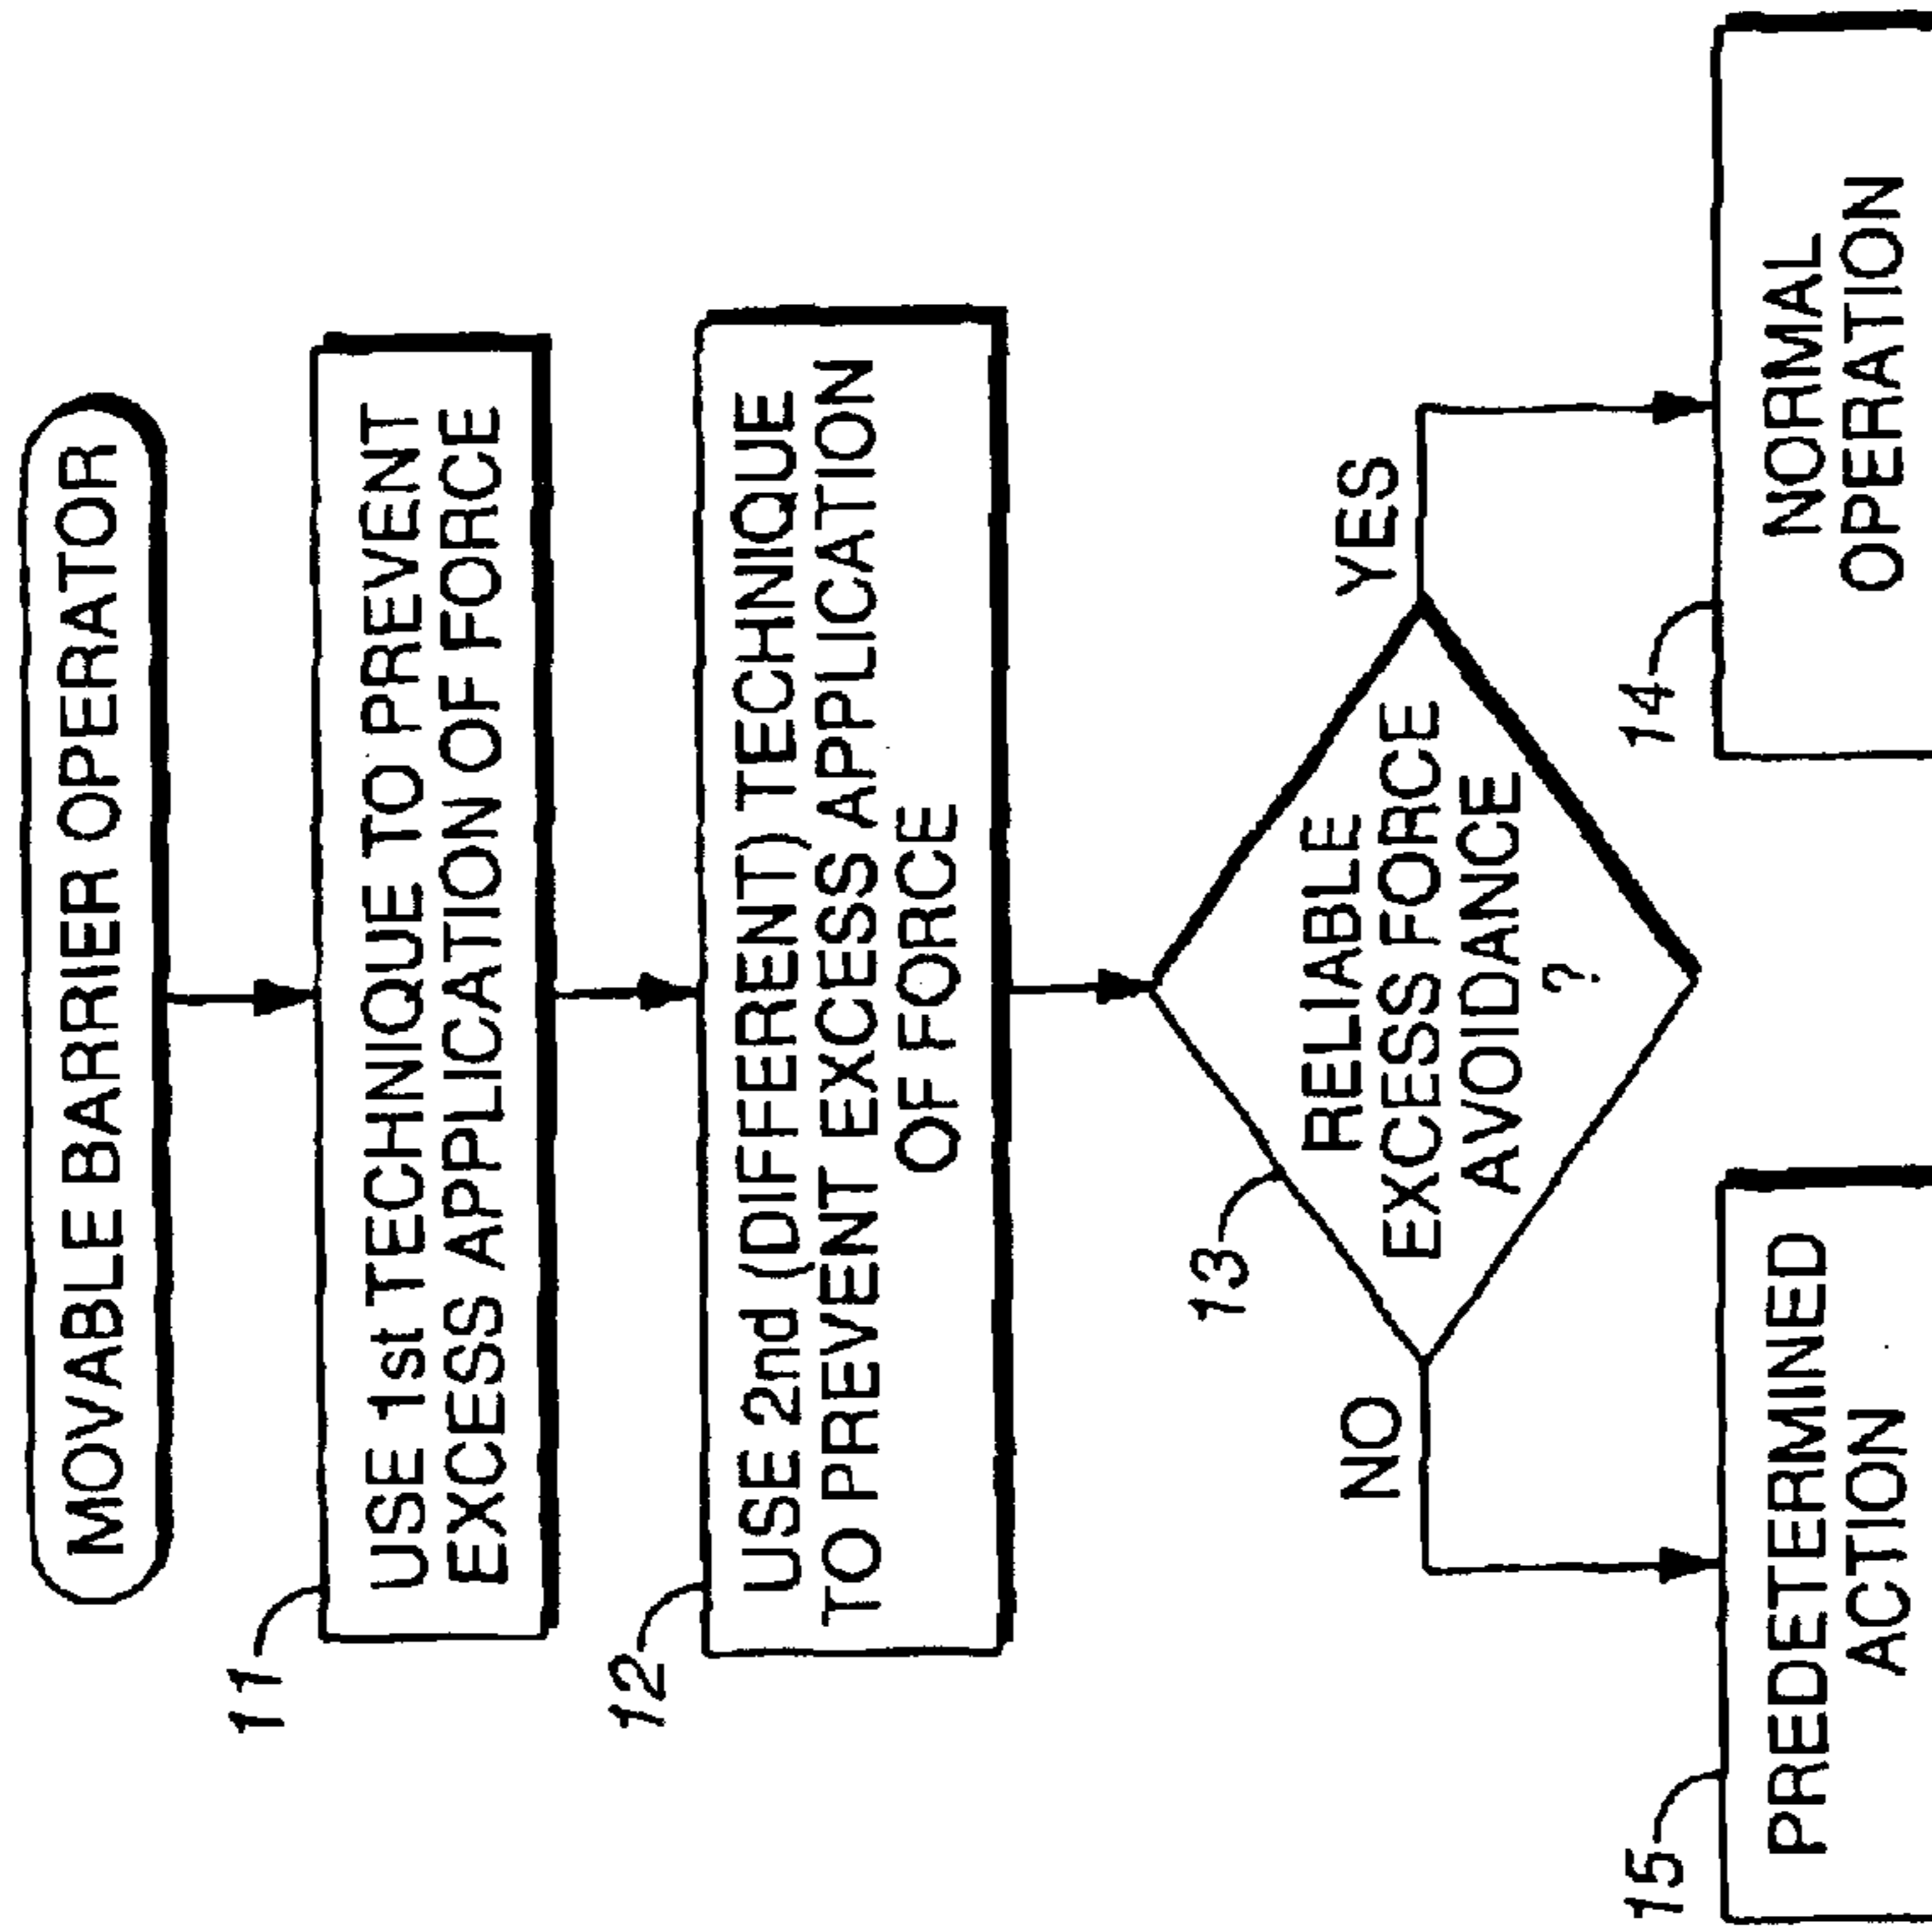 MOVABLE BARRIER OPERATOR
11
USE 1st TECHNIQUE TO PREVENT
EXCESS APPLICATION OF FORCE
12
USE 2nd (DIFFERENT) TECHNIQUE
TO PREVENT EXCESS APPLICATION
OF FORCE
13
RELIABLE
EXCESS FORCE
AVOIDANCE
?
NO
YES
15
PREDETERMINED
ACTION
14
NORMAL
OPERATION